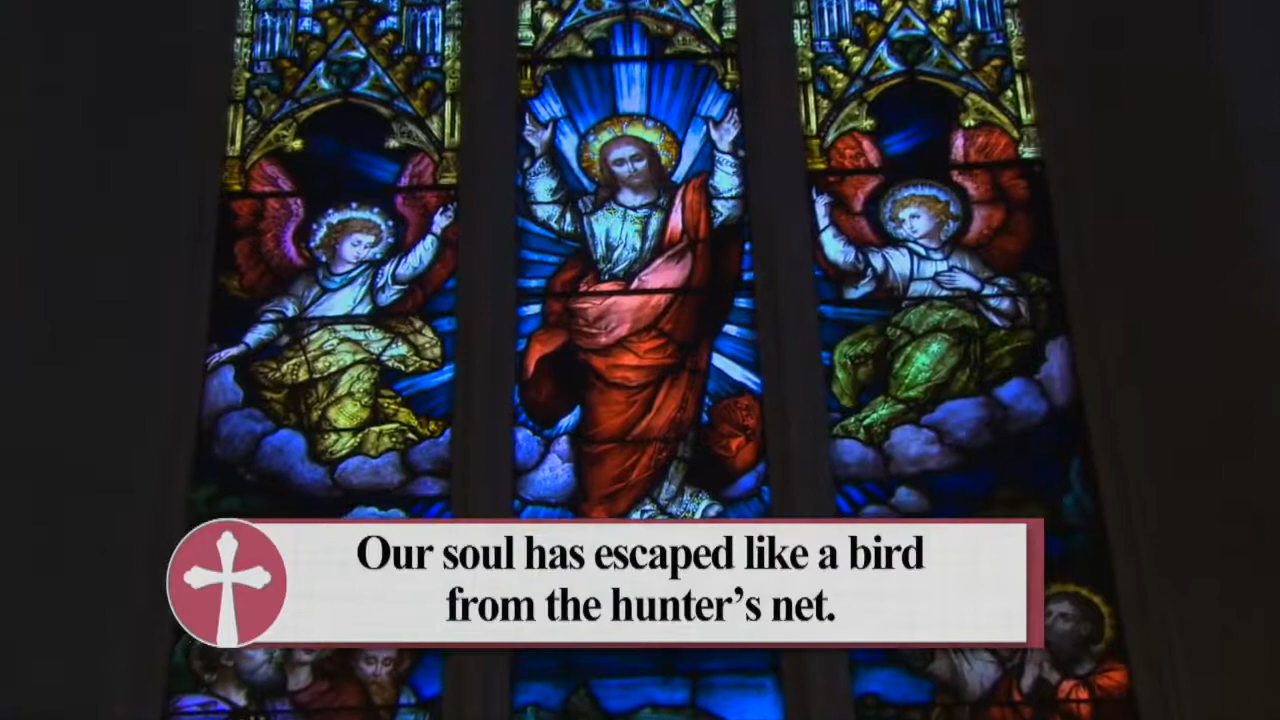 Our soul has escaped like a bird
from the hunter’s net.